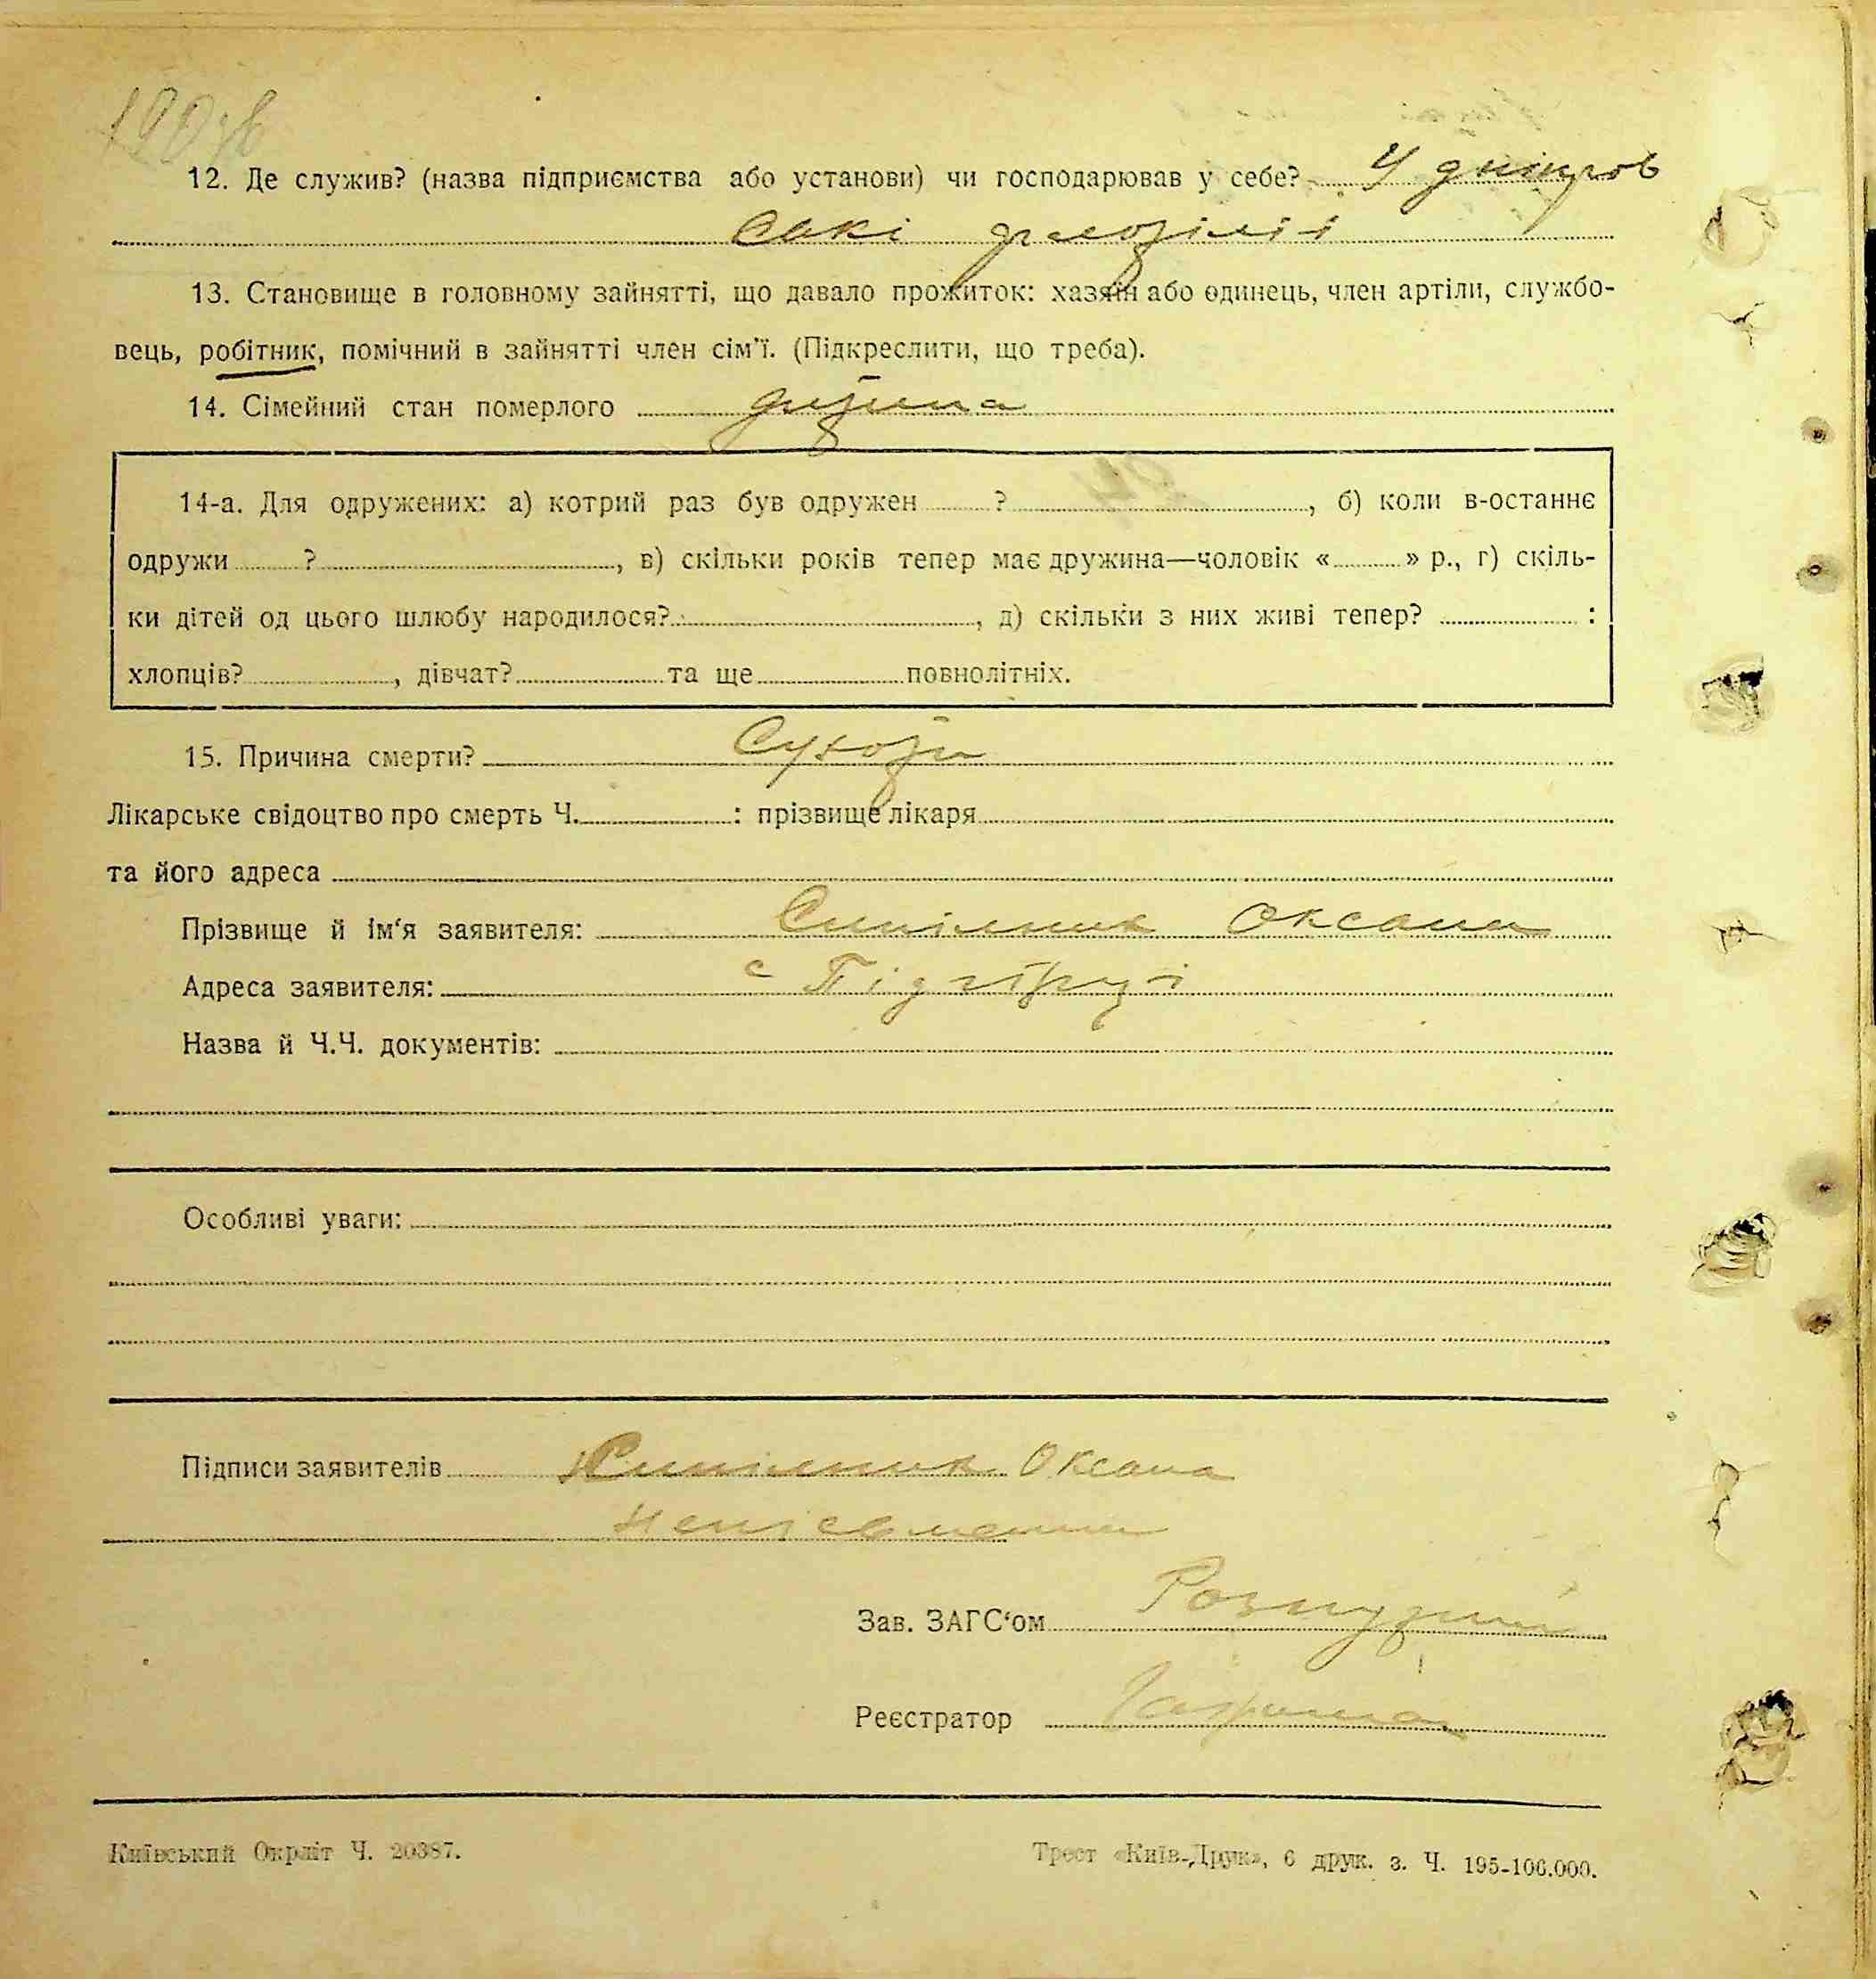 12. Де служив? (назва підприємства або установи) чи господарював у себе? У дніпров
ські флотілії
13. Становище в головному зайнятті, що давало прожиток: хазяїн або одинець, член артіли, службо-
вець, робітник, помічний в зайнятті член сім'ї. (Підкреслити, що треба).
14. Сімейний стан померлого дитина
14-а. Для одружених: а) котрий раз був одружен ? , б) коли в-останнє
одружи ? , в) скільки років тепер має дружина—чоловік « » р., г) скіль-
ки дітей од цього шлюбу народилося? , д) скільки з них живі тепер? :
хлопців? , дівчат? та ще повнолітніх.
15. Причина смерти? Сухоти
Лікарське свідоцтво про смерть Ч. : прізвище лікаря
та його адреса
Прізвище й ім'я заявителя: Оксана
Адреса заявителя: с Підгірці
Назва й Ч.Ч. документів:
Особливі уваги:
Підписи заявителів Оксана
неписьменна
Зав. ЗАГС'ом
Реєстратор
Київський Окрліт Ч. 20387.
Трест «Київ-Друк», 6 друк. з. Ч. 195-100.000.